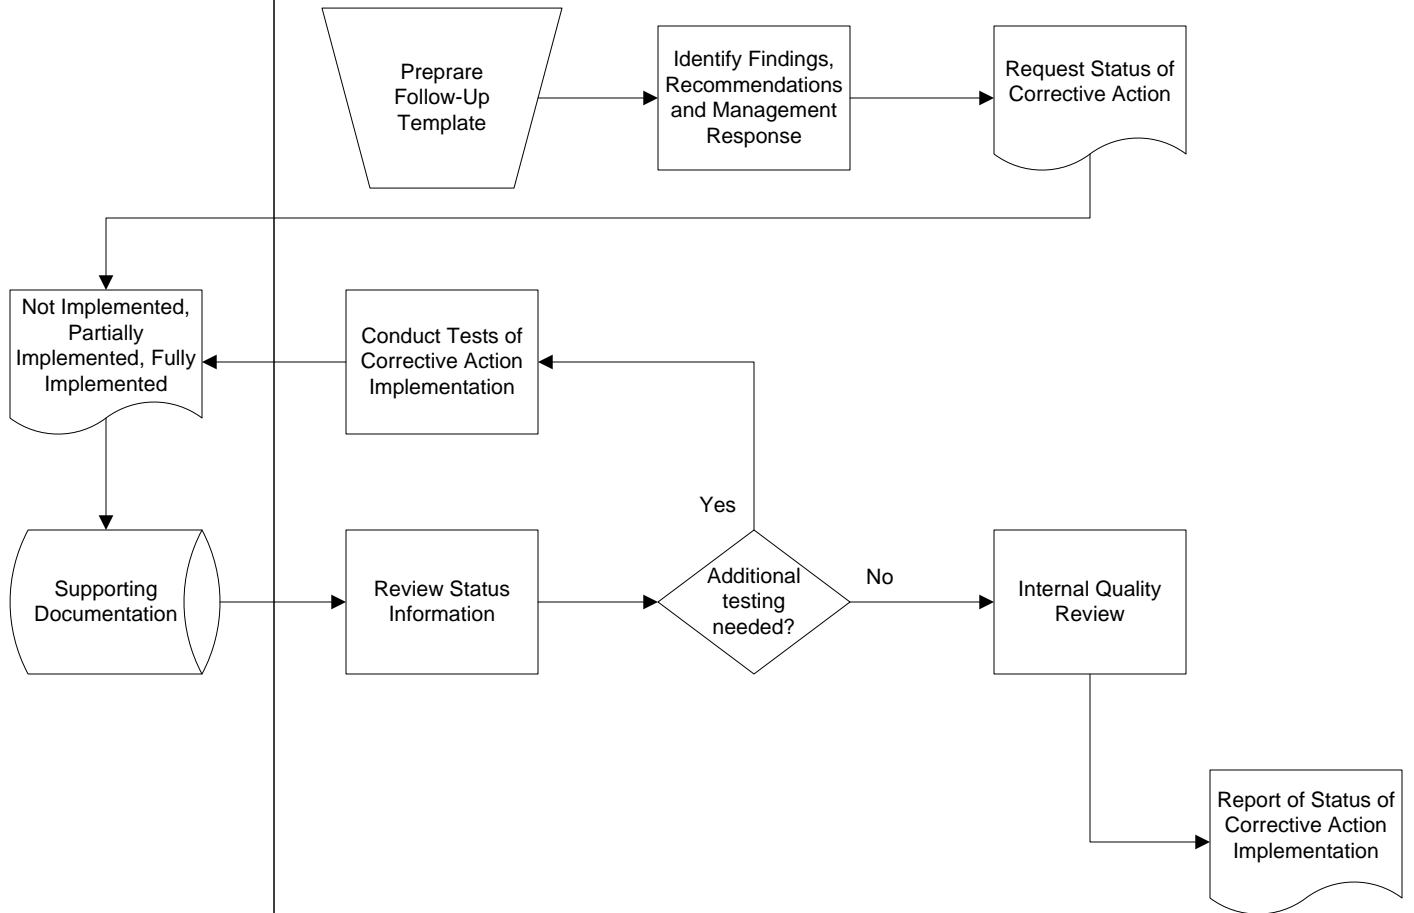 Preprare
Follow-Up
Template
Identify Findings,
Recommendations
and Management
Response
Request Status of
Corrective Action
Not Implemented,
Partially
Implemented, Fully
Implemented
Conduct Tests of
Corrective Action
Implementation
Yes
Supporting
Documentation
Review Status
Information
Additional
testing
needed?
No
Internal Quality
Review
Report of Status of
Corrective Action
Implementation